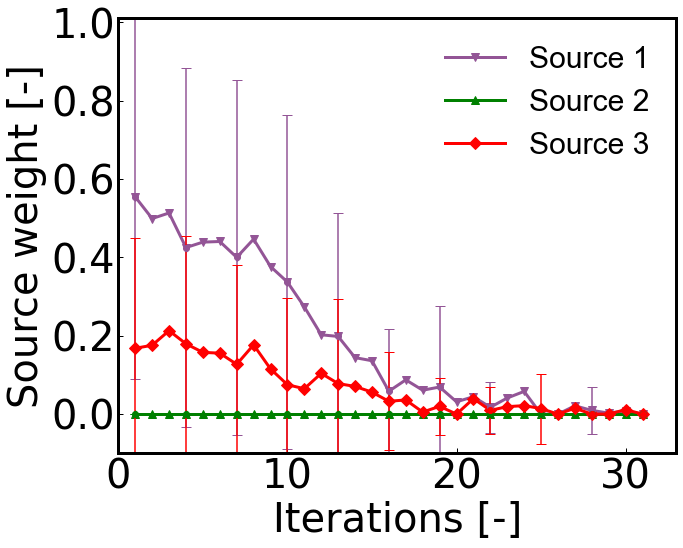 Source weight [-]
1.0
0.8
0.6
0.4
0.2
0.0
Source 1
Source 2
Source 3
0
10
20
30
Iterations [-]